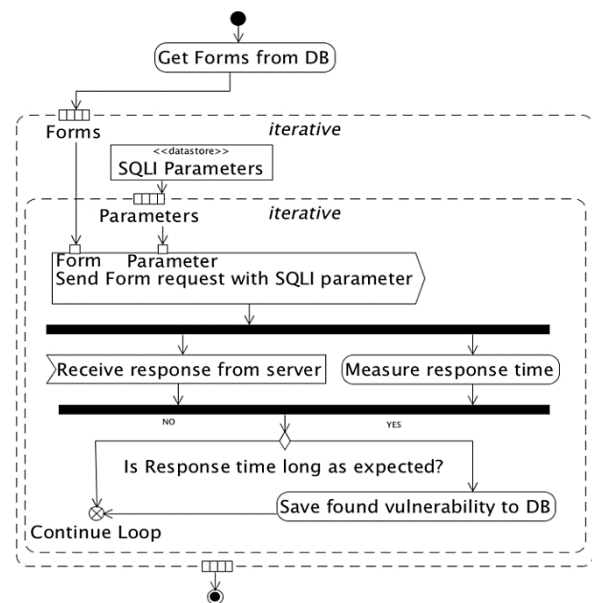 Get Forms from DB
Forms
iterative
<<datastore>>
SQLI Parameters
Parameters
iterative
Form
Parameter
Send Form request with SQLI parameter
Receive response from server
Measure response time
NO
YES
Is Response time long as expected?
Save found vulnerability to DB
Continue Loop